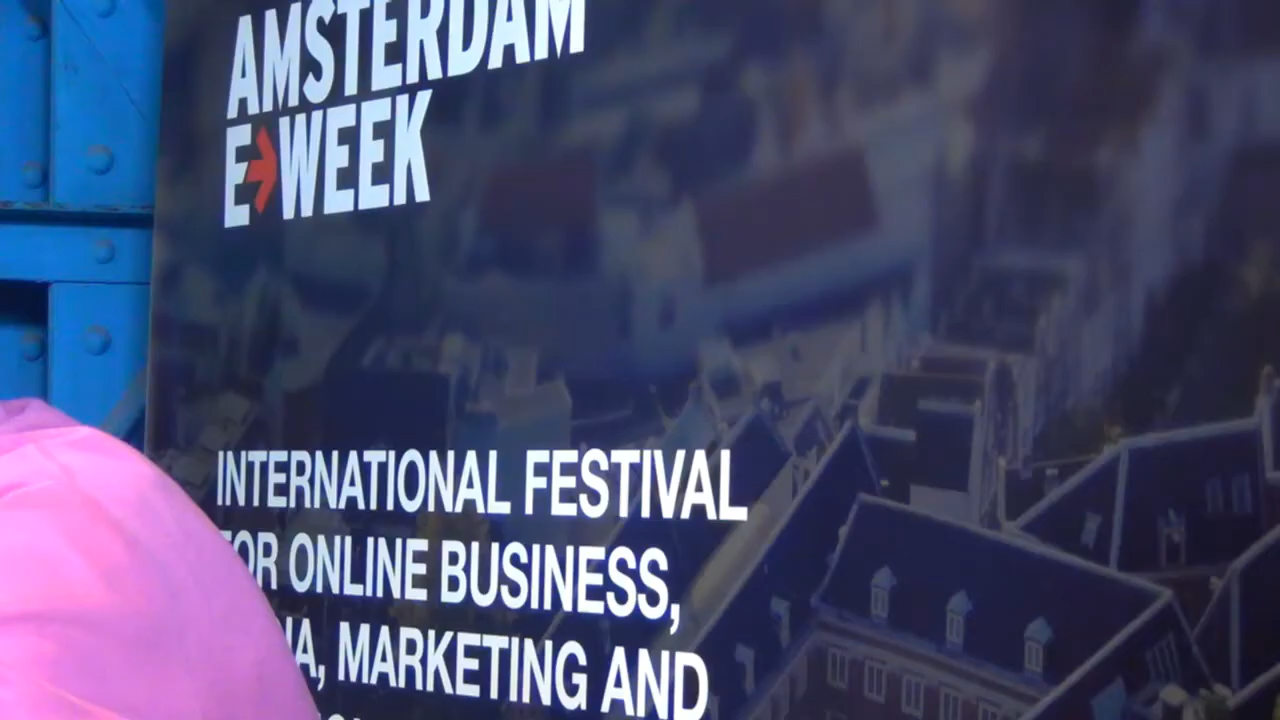 AMSTERDAM
E→WEEK
INTERNATIONAL FESTIVAL
FOR ONLINE BUSINESS,
MARKETING AND